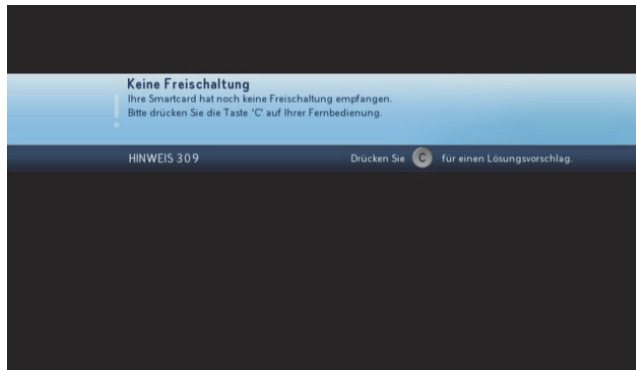 Keine Freischaltung
Ihre Smartcard hat noch keine Freischaltung empfangen.
Bitte drücken Sie die Taste 'C' auf Ihrer Fernbedienung.
HINWEIS 309 Drücken Sie C für einen Lösungsvorschlag.